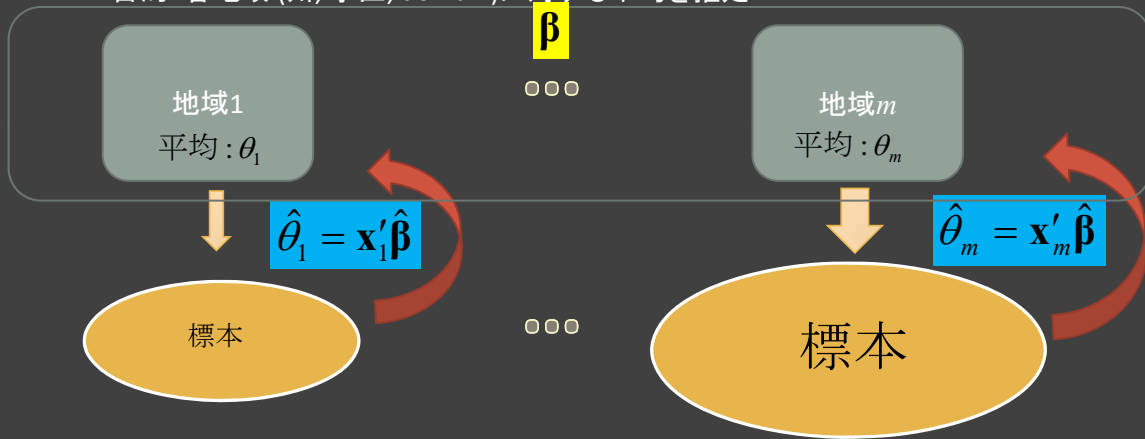 β
地域1
平均:θ₁
地域m
平均:θₘ
θ̂₁ = x′₁β̂
θ̂ₘ = x′ₘβ̂
標本
標本